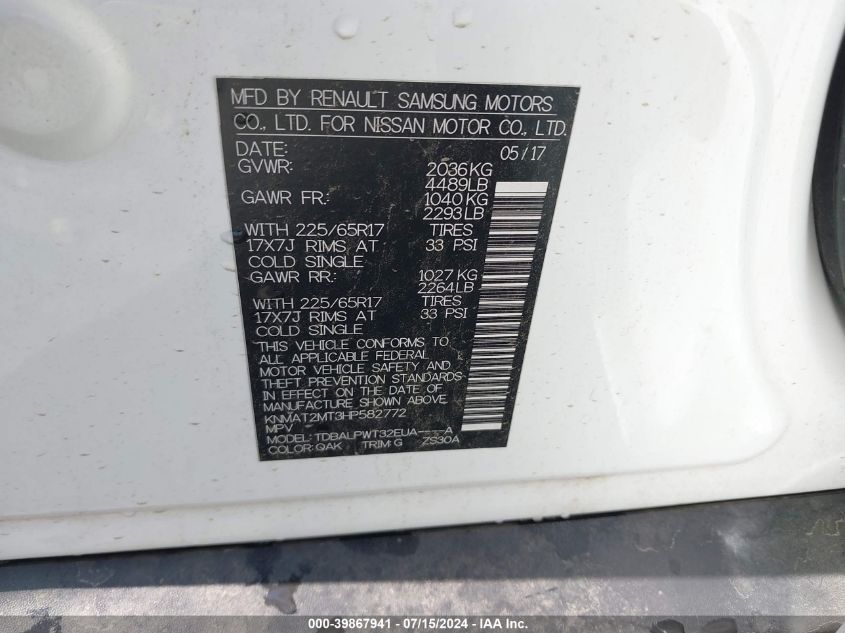 MFD BY RENAULT SAMSUNG MOTORS
CO., LTD. FOR NISSAN MOTOR CO., LTD.
DATE: 05/17
GVWR: 2036KG
4489LB
GAWR FR: 1040KG
2293LB
WITH 225/65R17 TIRES
17X7J RIMS AT 33 PSI
COLD SINGLE
GAWR RR: 1027KG
2264LB
WITH 225/65R17 TIRES
17X7J RIMS AT 33 PSI
COLD SINGLE
THIS VEHICLE CONFORMS TO
ALL APPLICABLE FEDERAL
MOTOR VEHICLE SAFETY AND
THEFT PREVENTION STANDARDS
IN EFFECT ON THE DATE OF
MANUFACTURE SHOWN ABOVE.
KNMAT2MT3HP582772
MPV
MODEL: TDBALPWT32EUA----A
COLOR: QAK TRIM: G ZS30A
000-39867941 - 07/15/2024 - IAA Inc.